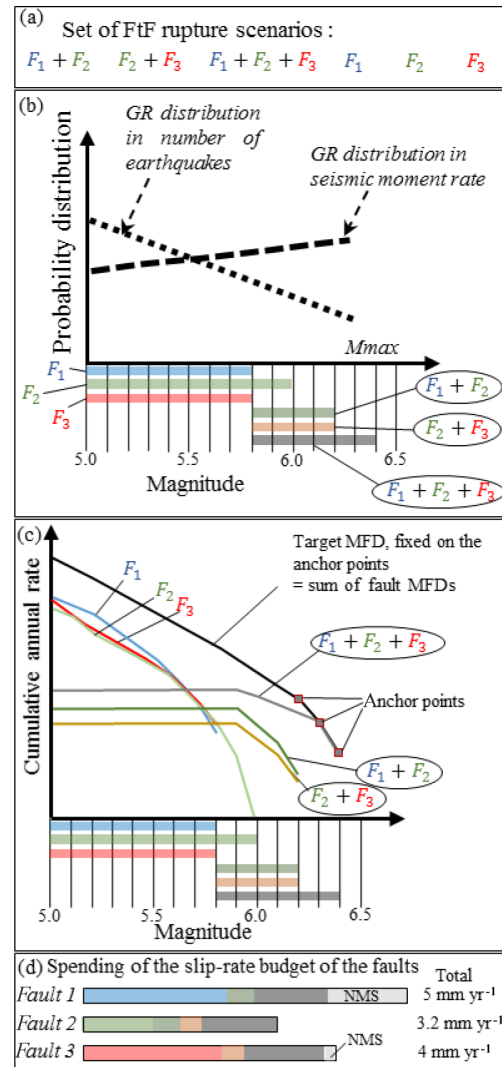 (a)
Set of FtF rupture scenarios :
F₁ + F₂ F₂ + F₃ F₁ + F₂ + F₃ F₁ F₂ F₃
(b)
GR distribution
in number of
earthquakes
GR distribution in
seismic moment rate
Probability distribution
Mmax
F₁
F₂
F₃
F₁ + F₂
F₂ + F₃
F₁ + F₂ + F₃
5.0 5.5 6.0 6.5
Magnitude
(c)
Target MFD, fixed on the
anchor points
= sum of fault MFDs
F₁
F₂
F₃
F₁ + F₂ + F₃
Anchor points
F₁ + F₂
F₂ + F₃
Cumulative annual rate
5.0 5.5 6.0 6.5
Magnitude
(d) Spending of the slip-rate budget of the faults
Total
Fault 1 NMS 5 mm yr⁻¹
Fault 2 3.2 mm yr⁻¹
NMS
Fault 3 4 mm yr⁻¹